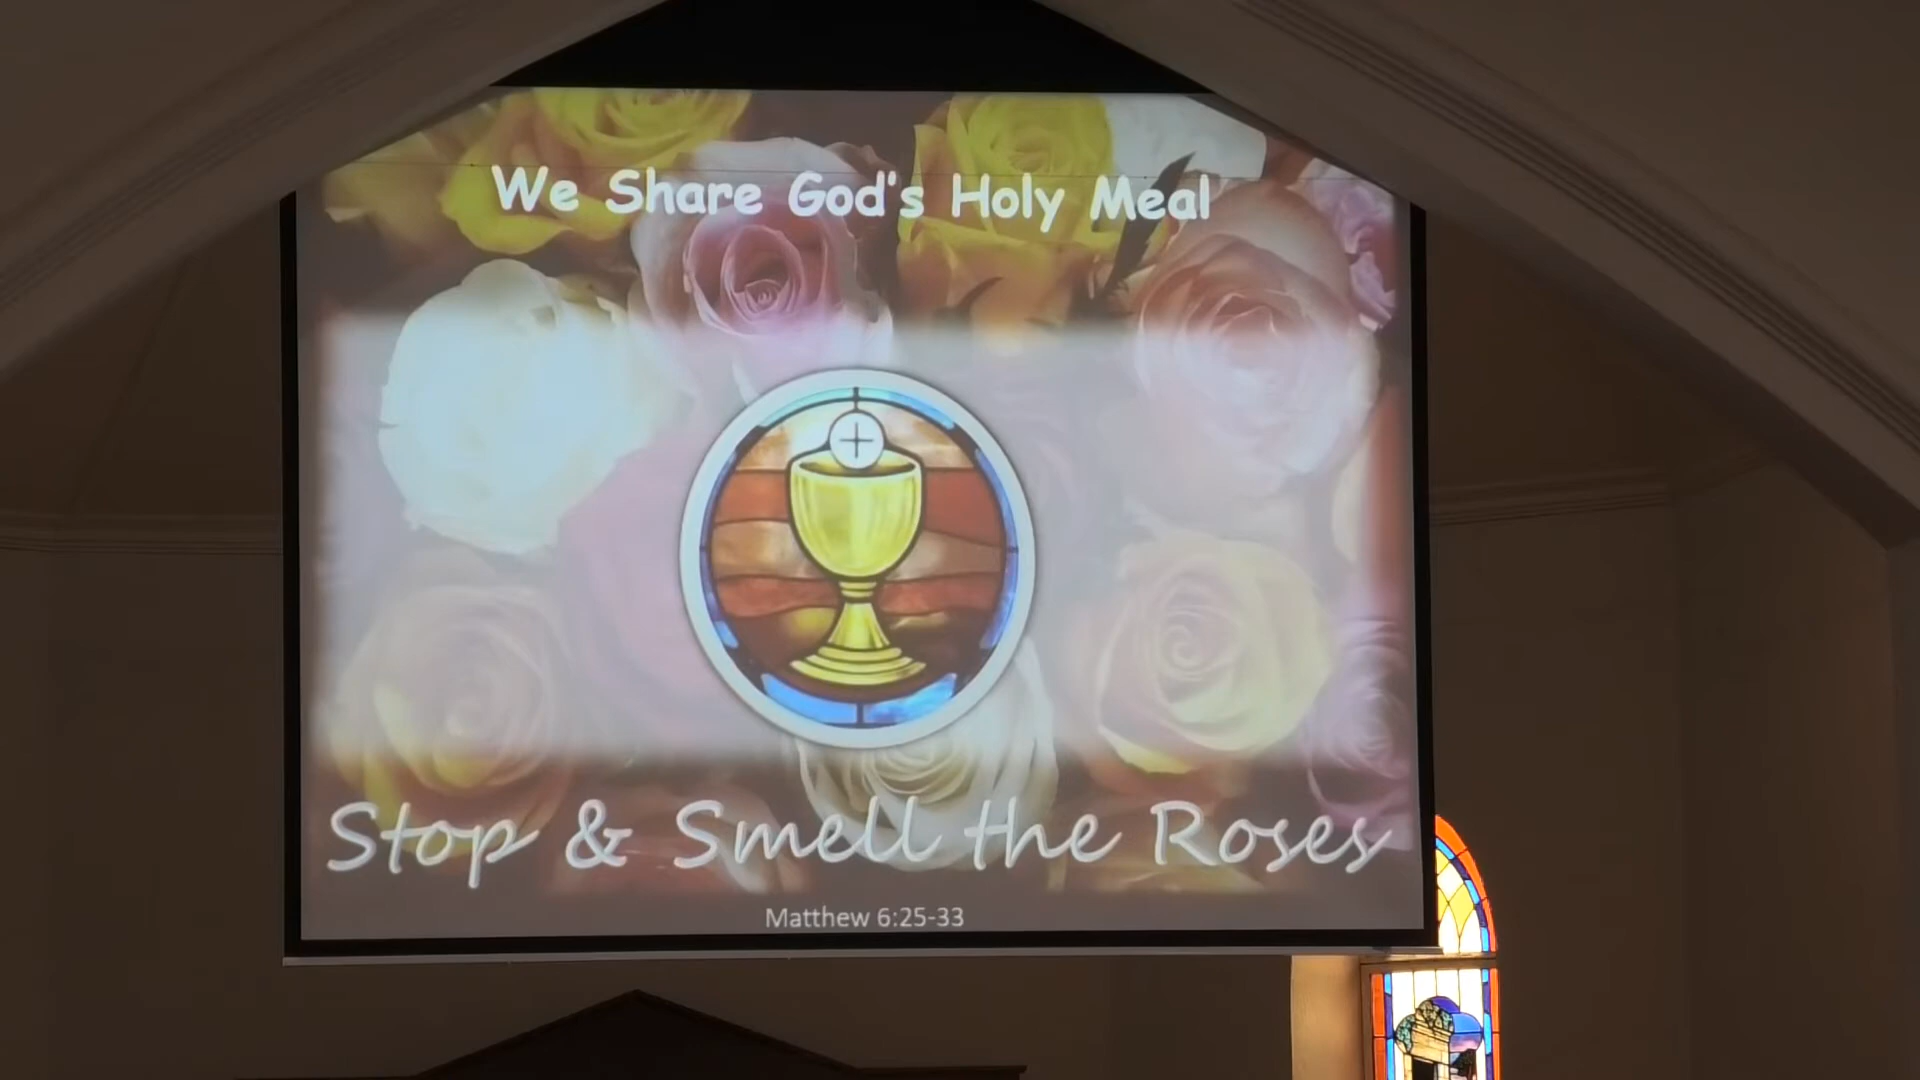 We Share God's Holy Meal
Stop & Smell the Roses
Matthew 6:25-33